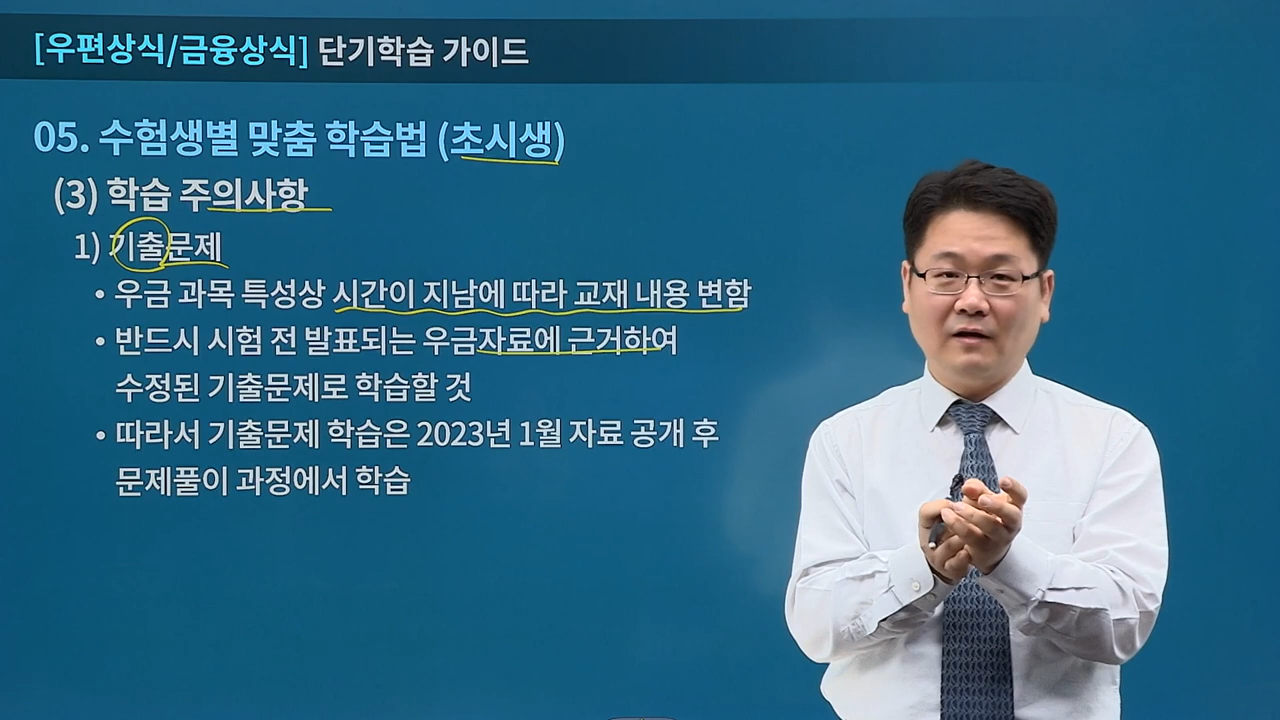 [우편상식/금융상식] 단기학습 가이드
05. 수험생별 맞춤 학습법 (초시생)
(3) 학습 주의사항
1) 기출문제
• 우금 과목 특성상 시간이 지남에 따라 교재 내용 변함
• 반드시 시험 전 발표되는 우금자료에 근거하여
수정된 기출문제로 학습할 것
• 따라서 기출문제 학습은 2023년 1월 자료 공개 후
문제풀이 과정에서 학습